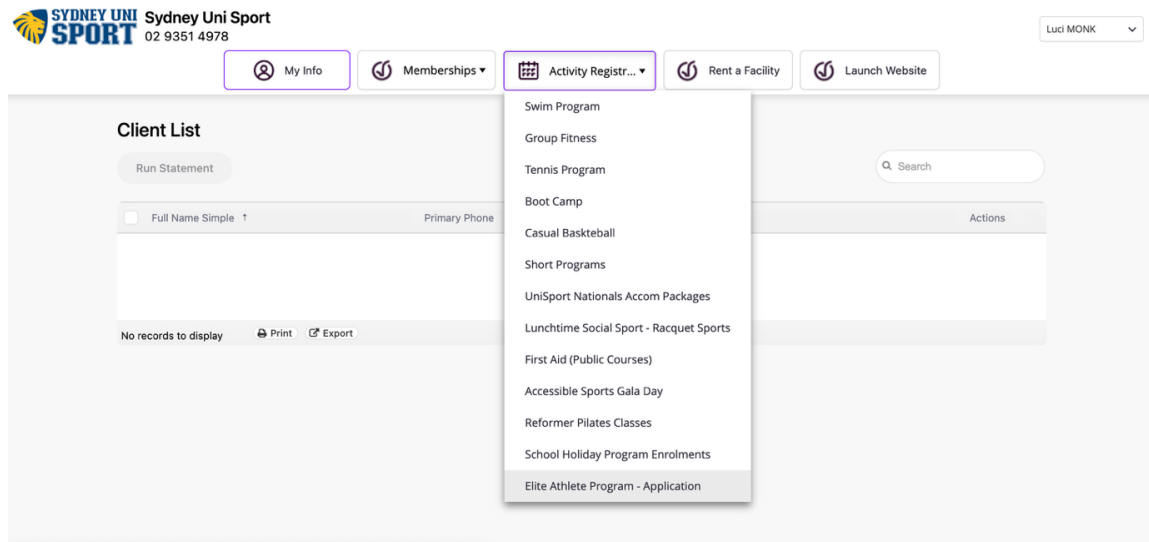 SYDNEY UNI
SPORT
Sydney Uni Sport
02 9351 4978
Luci MONK
My Info
Memberships
Activity Registr...
Rent a Facility
Launch Website
Client List
Run Statement
Search
Full Name Simple ↑
Primary Phone
Actions
No records to display
Print
Export
Swim Program
Group Fitness
Tennis Program
Boot Camp
Casual Baskteball
Short Programs
UniSport Nationals Accom Packages
Lunchtime Social Sport - Racquet Sports
First Aid (Public Courses)
Accessible Sports Gala Day
Reformer Pilates Classes
School Holiday Program Enrolments
Elite Athlete Program - Application